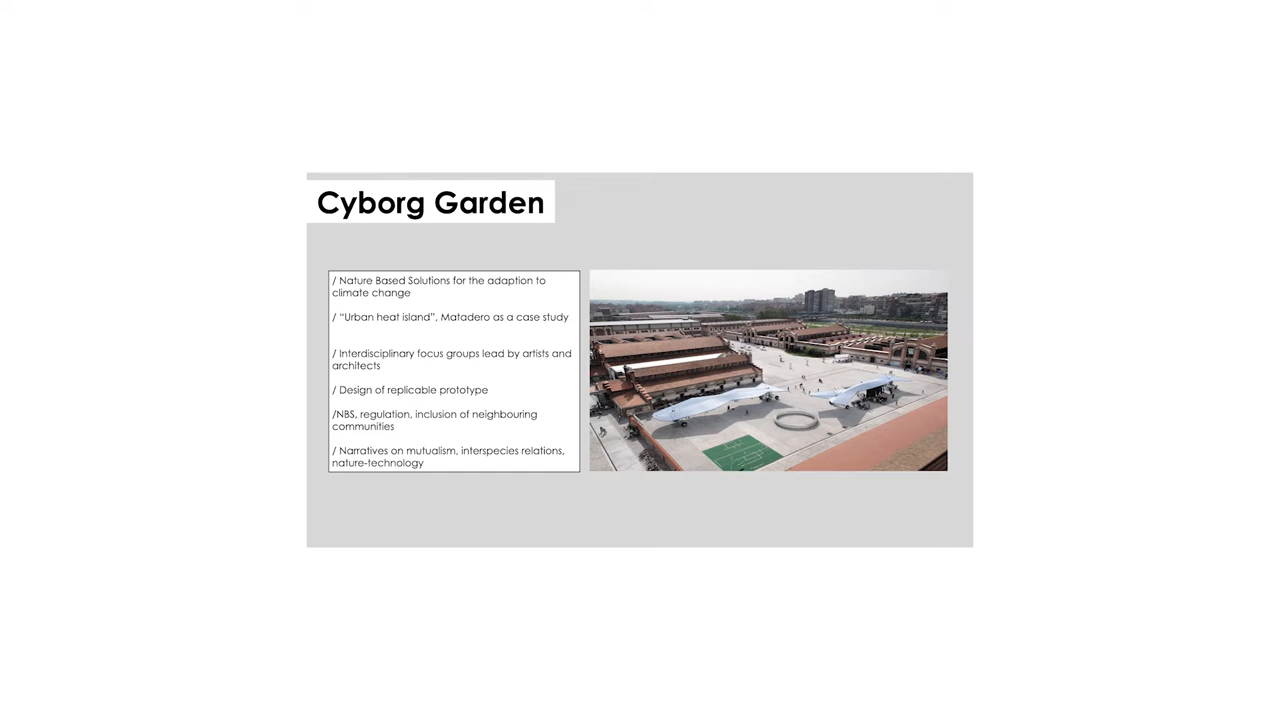 Cyborg Garden
/ Nature Based Solutions for the adaption to
climate change
/ “Urban heat island”, Matadero as a case study
/ Interdisciplinary focus groups lead by artists and
architects
/ Design of replicable prototype
/NBS, regulation, inclusion of neighbouring
communities
/ Narratives on mutualism, interspecies relations,
nature-technology